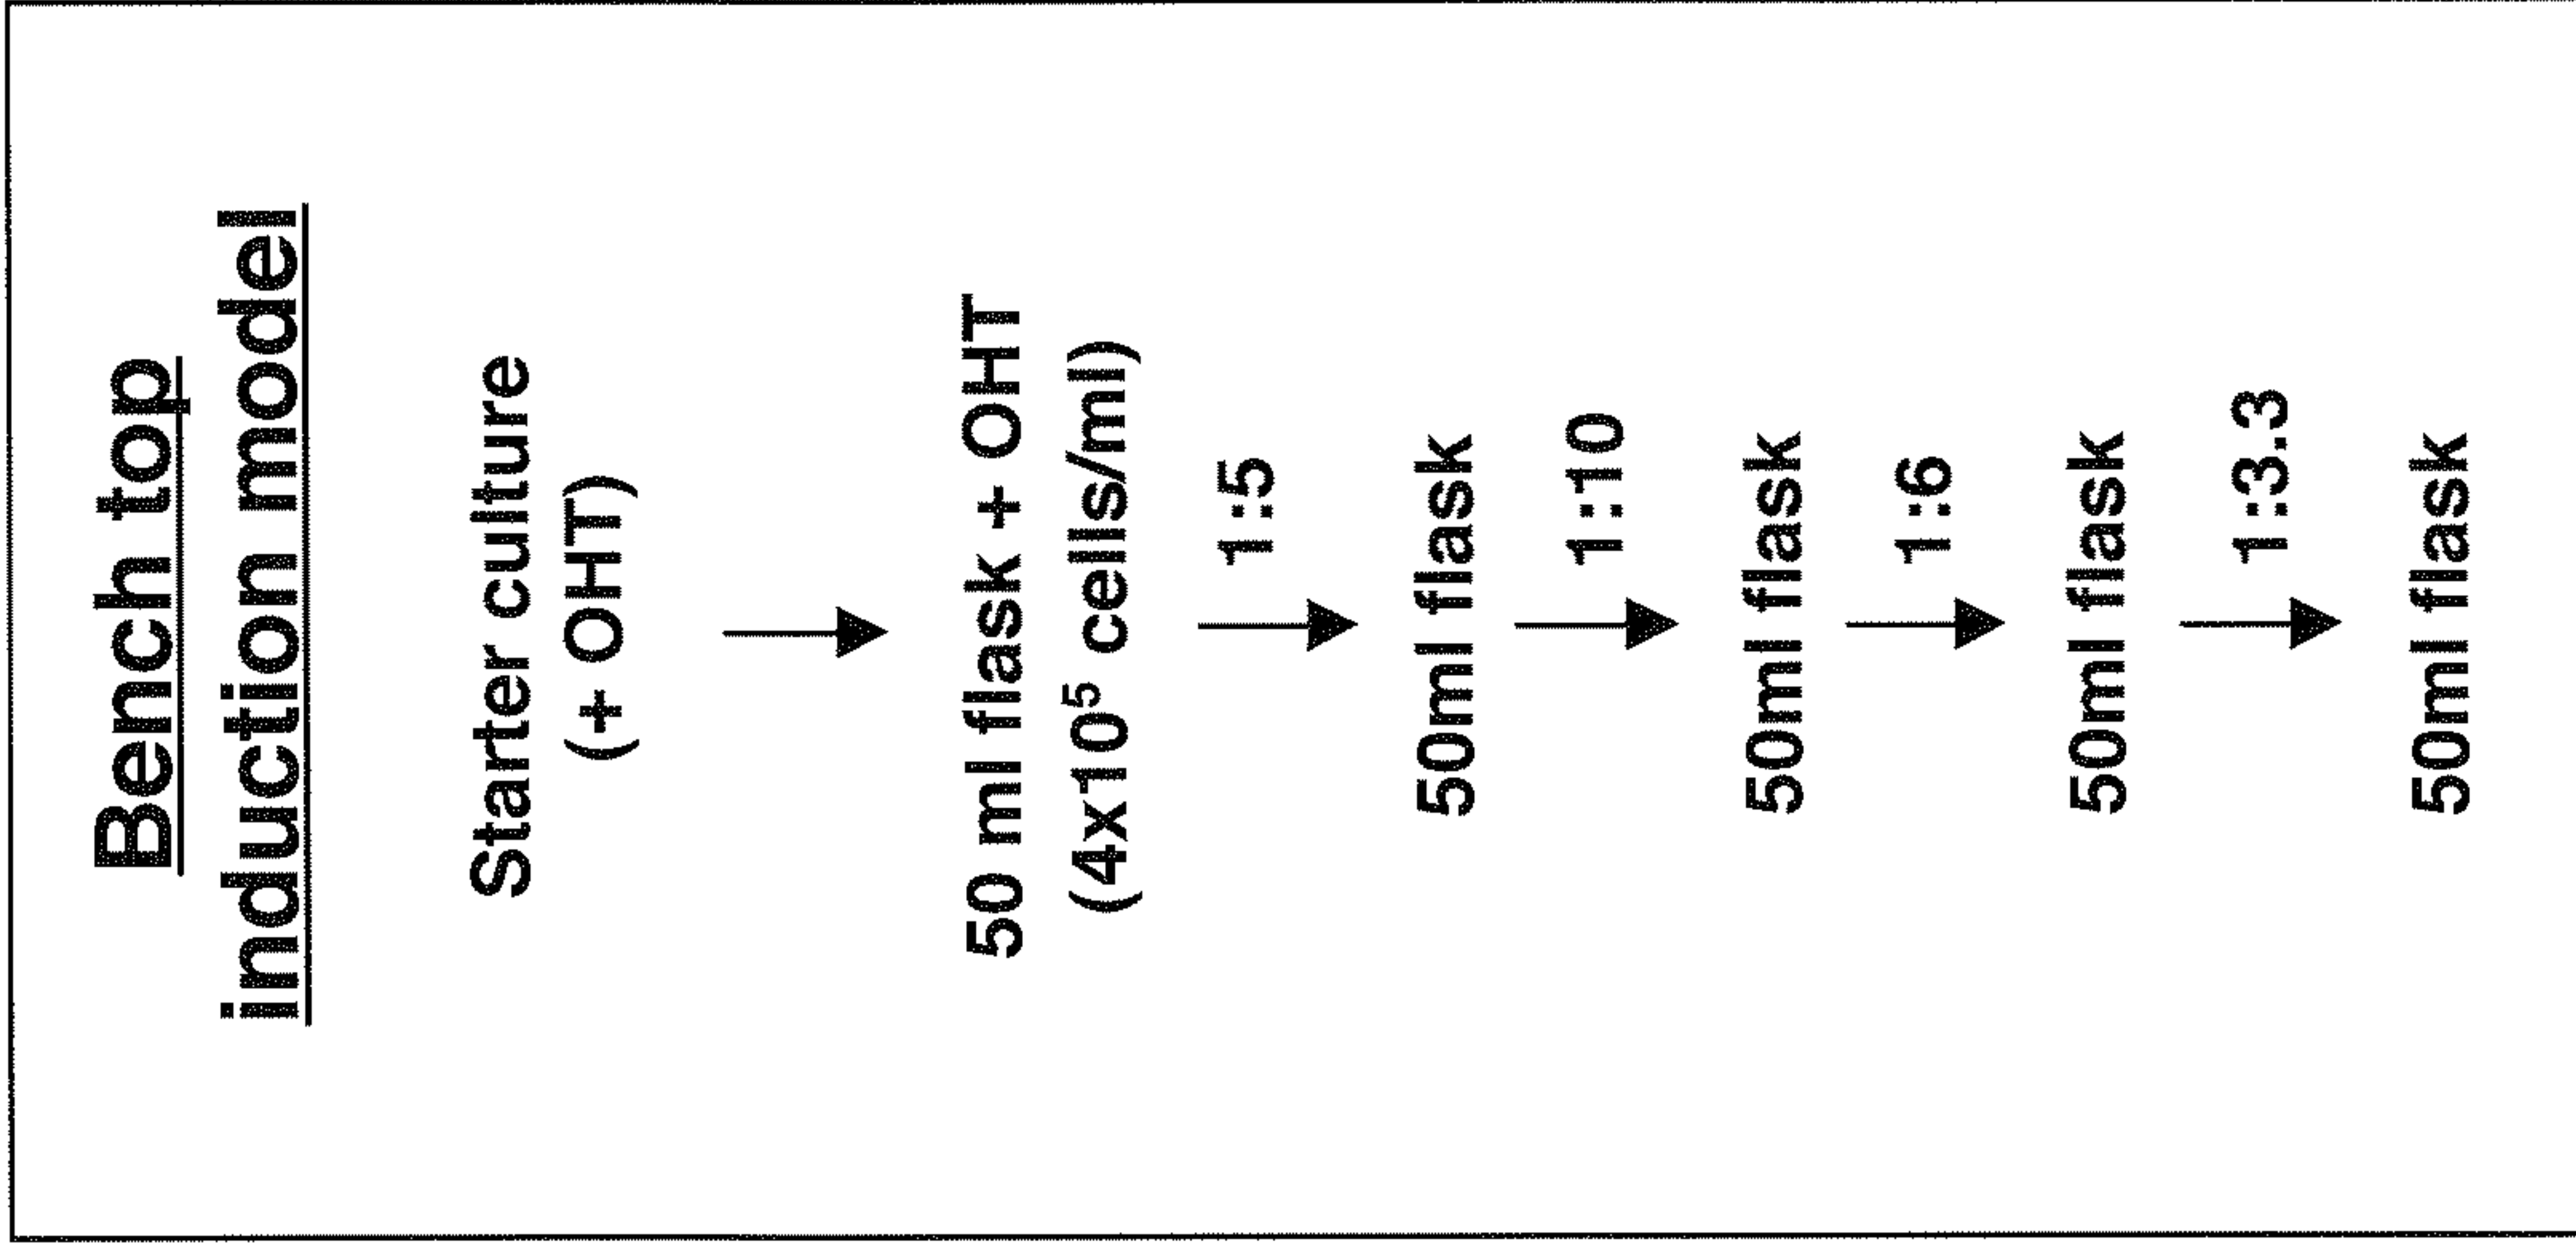 Bench top
induction model
Starter culture
(+ OHT)
50 ml flask + OHT
(4x10⁵ cells/ml)
1:5
50ml flask
1:10
50ml flask
1:6
50ml flask
1:3.3
50ml flask